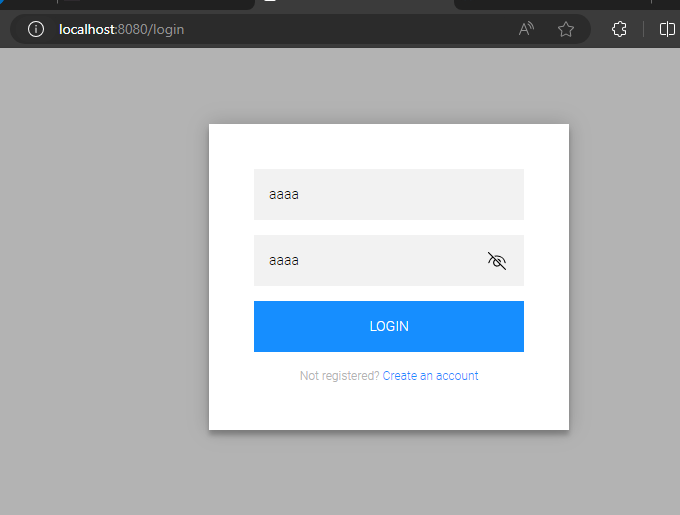 localhost:8080/login
aaaa
aaaa
LOGIN
Not registered? Create an account